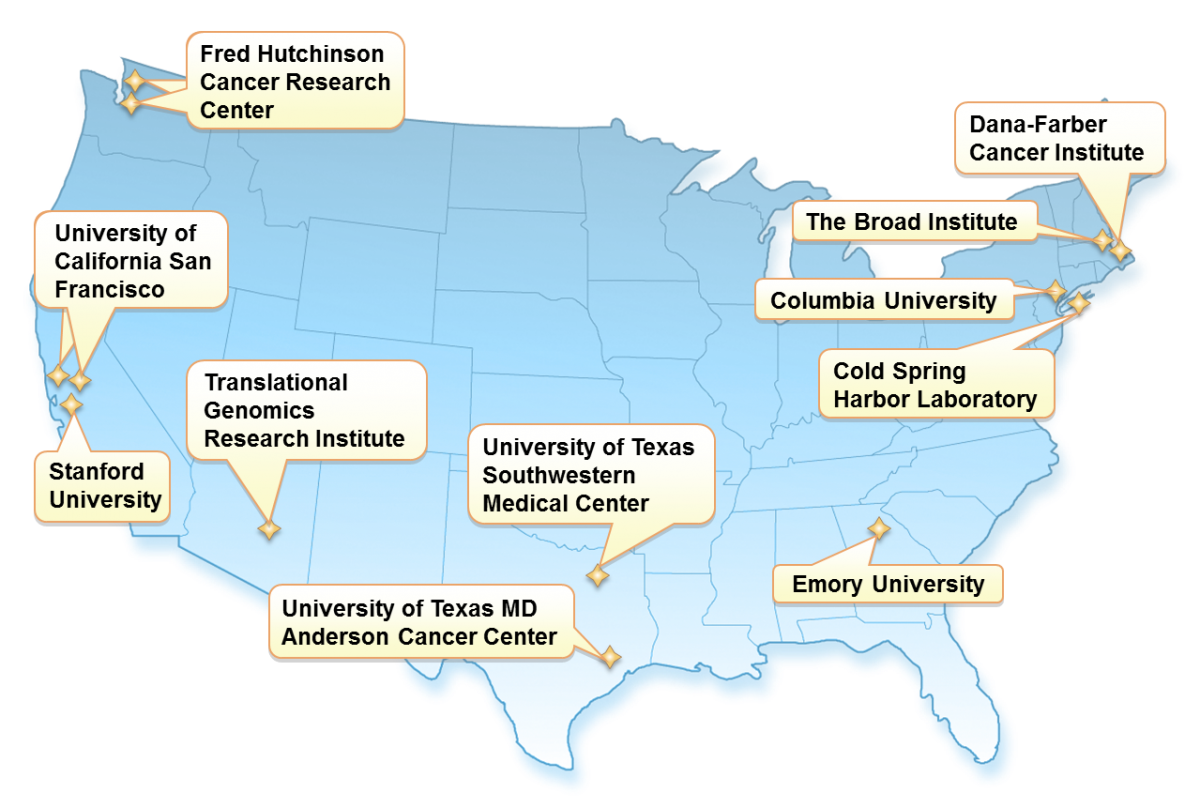 Fred Hutchinson
Cancer Research
Center
Dana-Farber
Cancer Institute
The Broad Institute
University of
California San
Francisco
Columbia University
Translational
Genomics
Research Institute
Cold Spring
Harbor Laboratory
University of Texas
Southwestern
Medical Center
Stanford
University
Emory University
University of Texas MD
Anderson Cancer Center